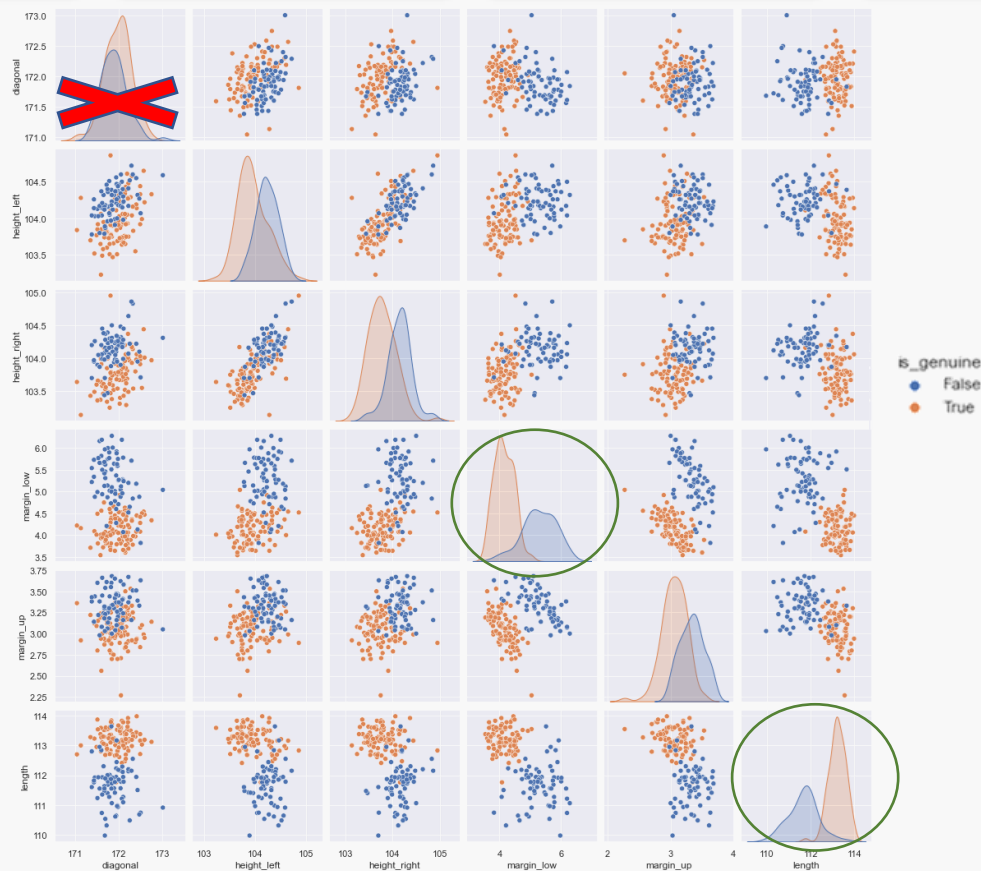 173.0
172.5
172.0
171.5
171.0
diagonal
104.5
104.0
103.5
height_left
105.0
104.5
104.0
103.5
height_right
is_genuine
False
True
6.0
5.5
5.0
4.5
4.0
3.5
margin_low
3.75
3.50
3.25
3.00
2.75
2.50
2.25
margin_up
114
113
112
111
110
length
171 172 173
diagonal
103 104 105
height_left
103 104 105
height_right
4 6
margin_low
2 3 4
margin_up
110 112 114
length